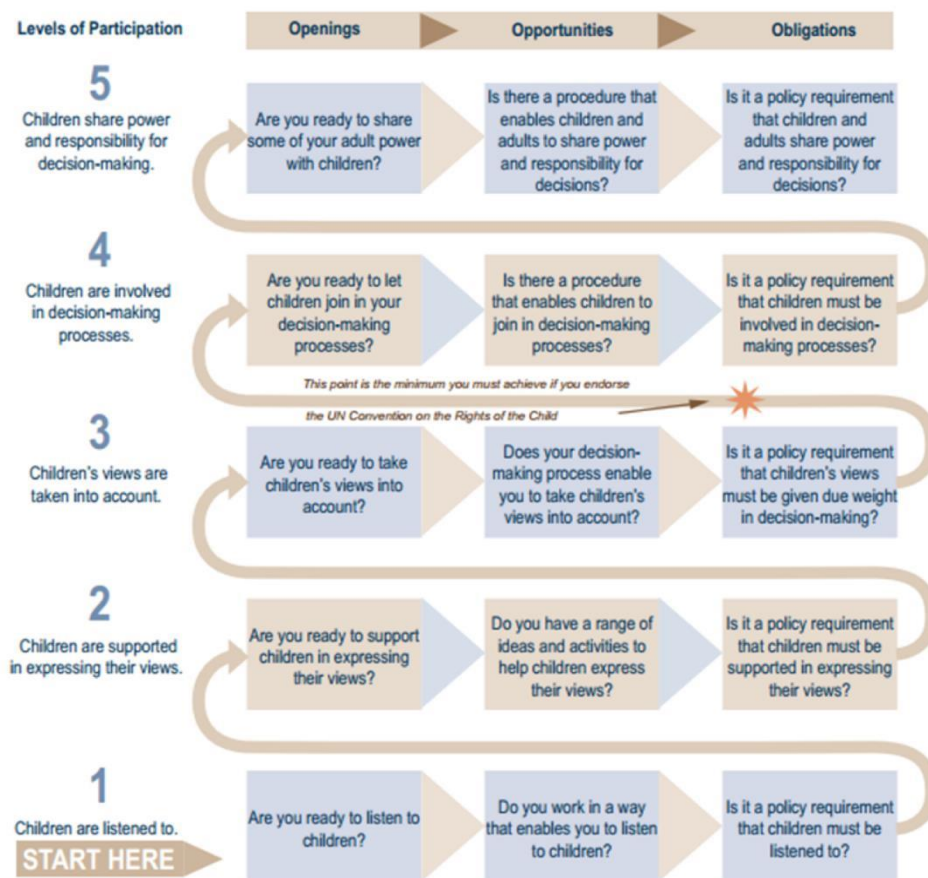 Levels of Participation
Openings
Opportunities
Obligations
5
Children share power
and responsibility for
decision-making.
Are you ready to share
some of your adult power
with children?
Is there a procedure that
enables children and
adults to share power
and responsibility for
decisions?
Is it a policy requirement
that children and
adults share power
and responsibility for
decisions?
4
Children are involved
in decision-making
processes.
Are you ready to let
children join in your
decision-making
processes?
Is there a procedure
that enables children to
join in decision-making
processes?
Is it a policy requirement
that children must be
involved in decision-
making processes?
This point is the minimum you must achieve if you endorse
the UN Convention on the Rights of the Child
3
Children's views are
taken into account.
Are you ready to take
children's views into
account?
Does your decision-
making process enable
you to take children's
views into account?
Is it a policy requirement
that children's views
must be given due weight
in decision-making?
2
Children are supported
in expressing their views.
Are you ready to support
children in expressing
their views?
Do you have a range of
ideas and activities to
help children express
their views?
Is it a policy requirement
that children must be
supported in expressing
their views?
1
Children are listened to.
START HERE
Are you ready to listen to
children?
Do you work in a way
that enables you to listen
to children?
Is it a policy requirement
that children must be
listened to?